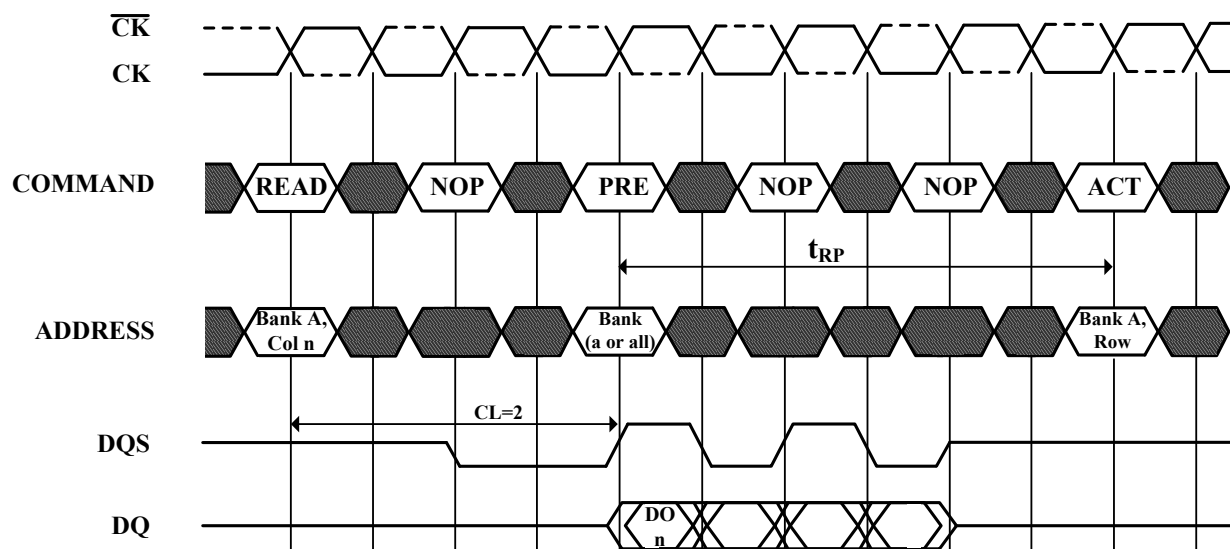 CK
CK
COMMAND READ NOP PRE NOP NOP ACT
tRP
ADDRESS Bank A, Col n Bank (a or all) Bank A, Row
CL=2
DQS
DQ DO n